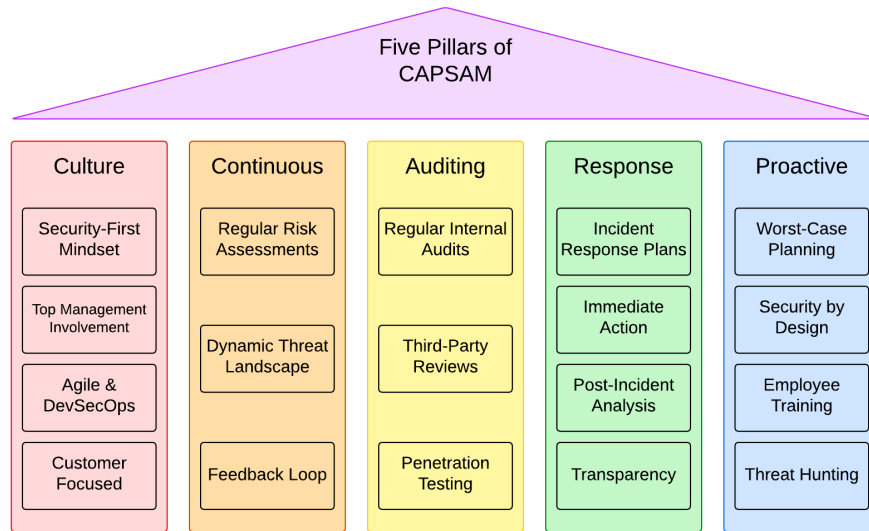 Five Pillars of
CAPSAM
Culture
Security-First
Mindset
Top Management
Involvement
Agile &
DevSecOps
Customer
Focused
Continuous
Regular Risk
Assessments
Dynamic Threat
Landscape
Feedback Loop
Auditing
Regular Internal
Audits
Third-Party
Reviews
Penetration
Testing
Response
Incident
Response Plans
Immediate
Action
Post-Incident
Analysis
Transparency
Proactive
Worst-Case
Planning
Security by
Design
Employee
Training
Threat Hunting